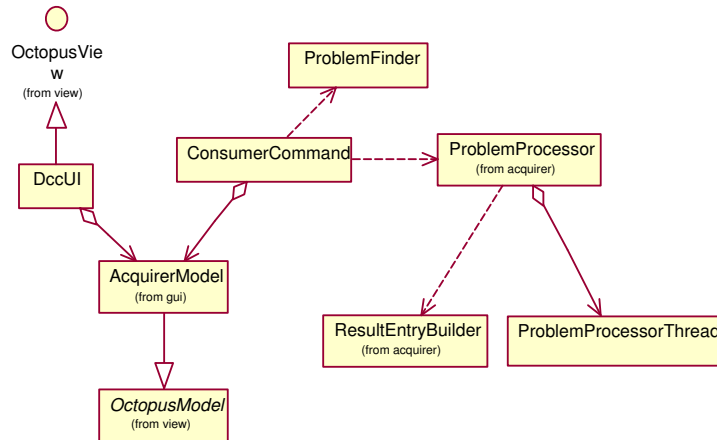 OctopusVie
w
(from view)
ProblemFinder
ConsumerCommand
ProblemProcessor
(from acquirer)
DccUI
AcquirerModel
(from gui)
ResultEntryBuilder
(from acquirer)
ProblemProcessorThread
OctopusModel
(from view)